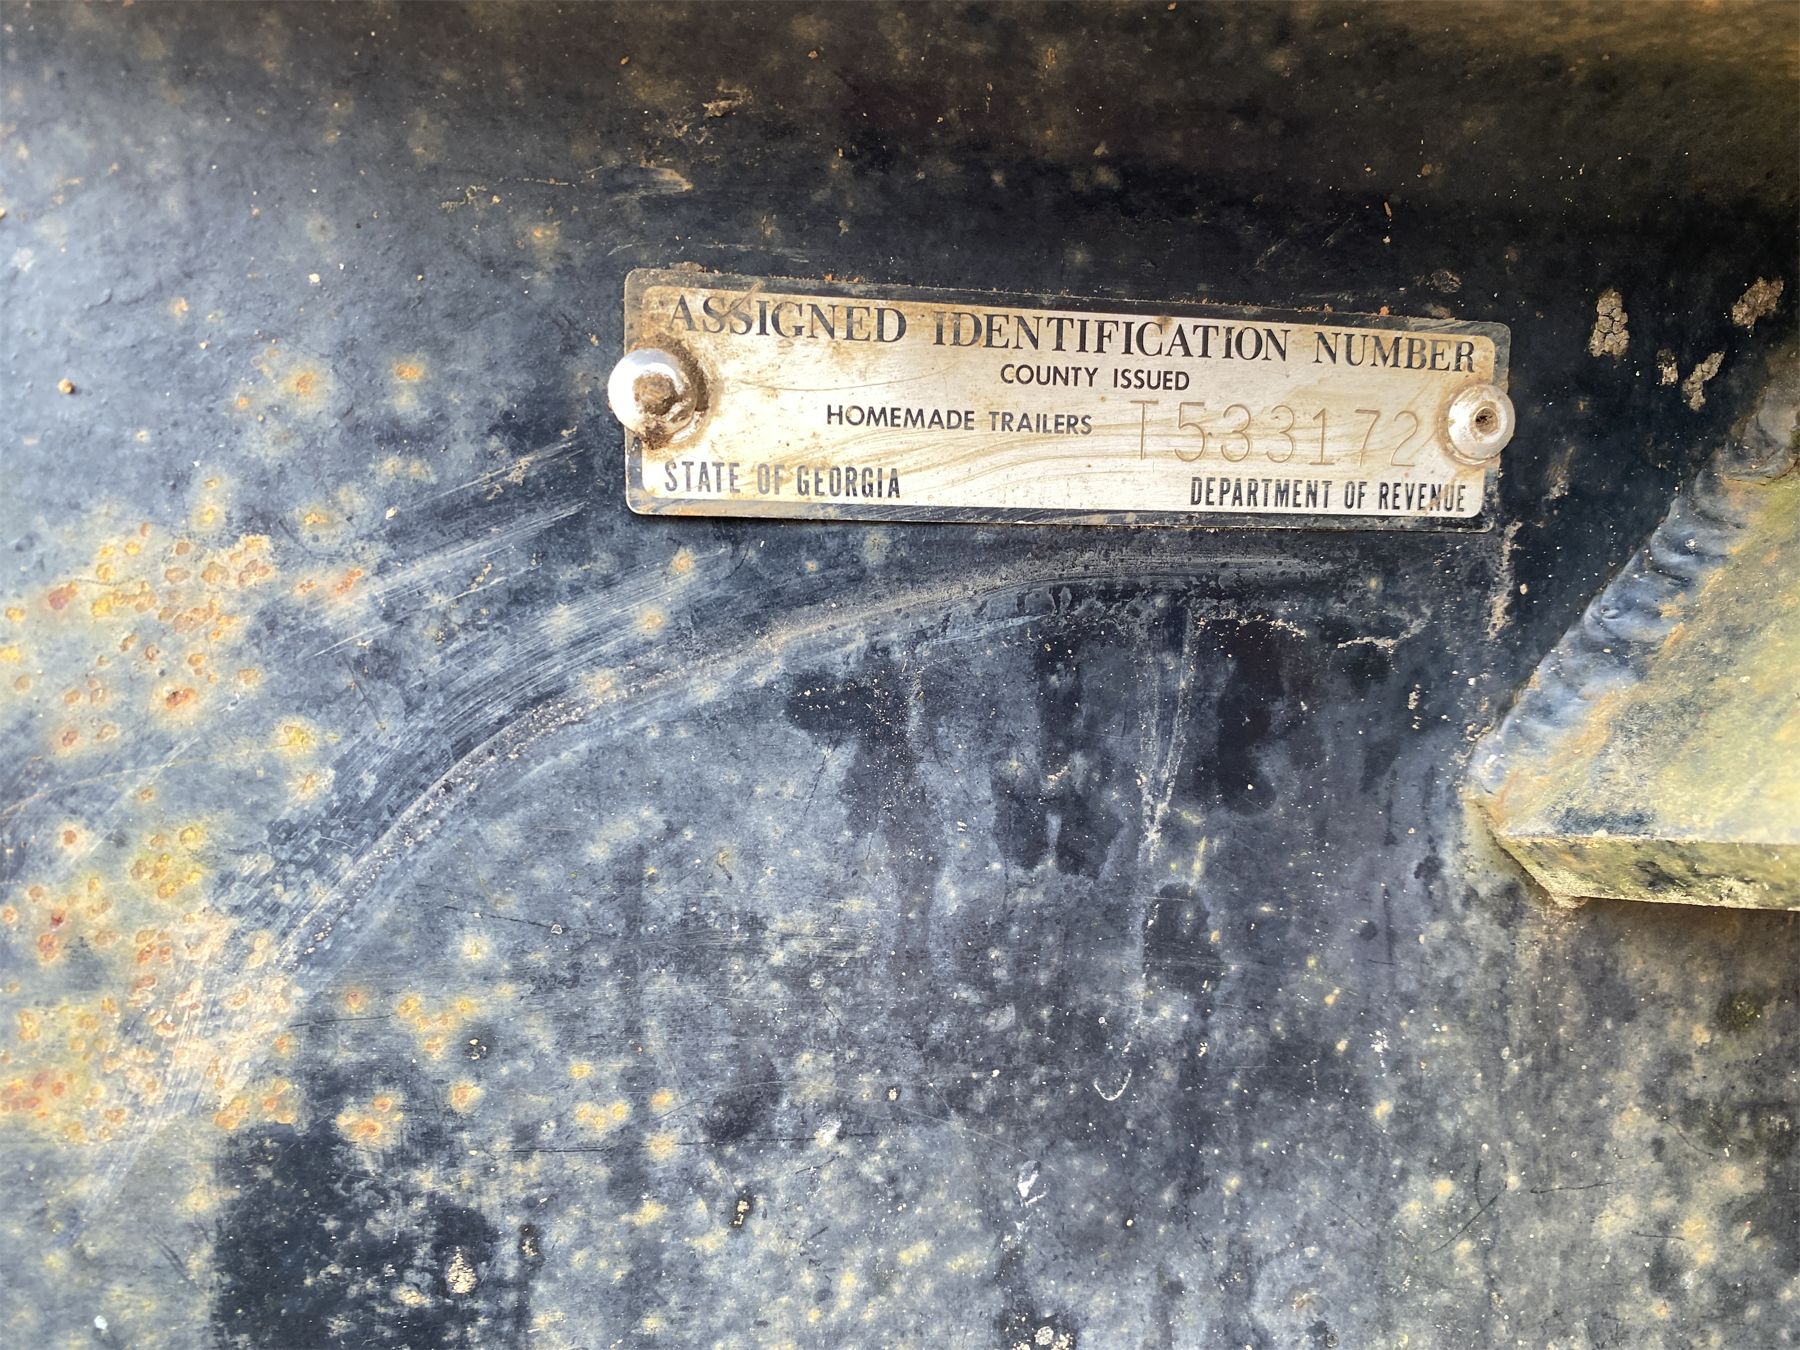 ASSIGNED IDENTIFICATION NUMBER
COUNTY ISSUED
HOMEMADE TRAILERS T533172
STATE OF GEORGIA DEPARTMENT OF REVENUE